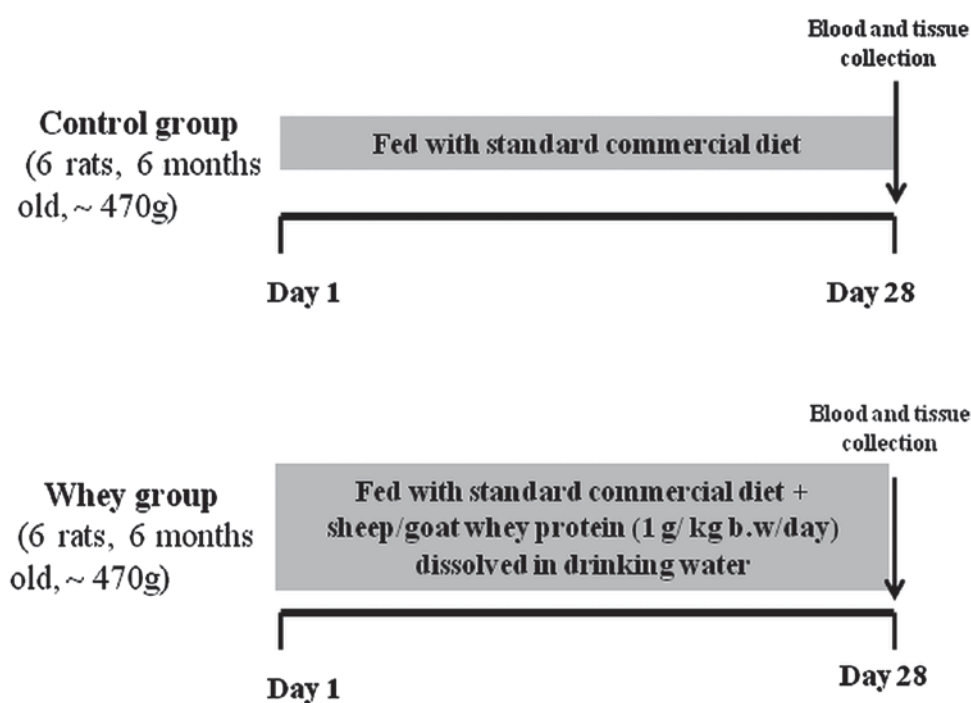 Blood and tissue
collection
Control group
(6 rats, 6 months
old, ~ 470g)
Fed with standard commercial diet
Day 1
Day 28
Blood and tissue
collection
Whey group
(6 rats, 6 months
old, ~ 470g)
Fed with standard commercial diet +
sheep/goat whey protein (1 g/ kg b.w/day)
dissolved in drinking water
Day 1
Day 28